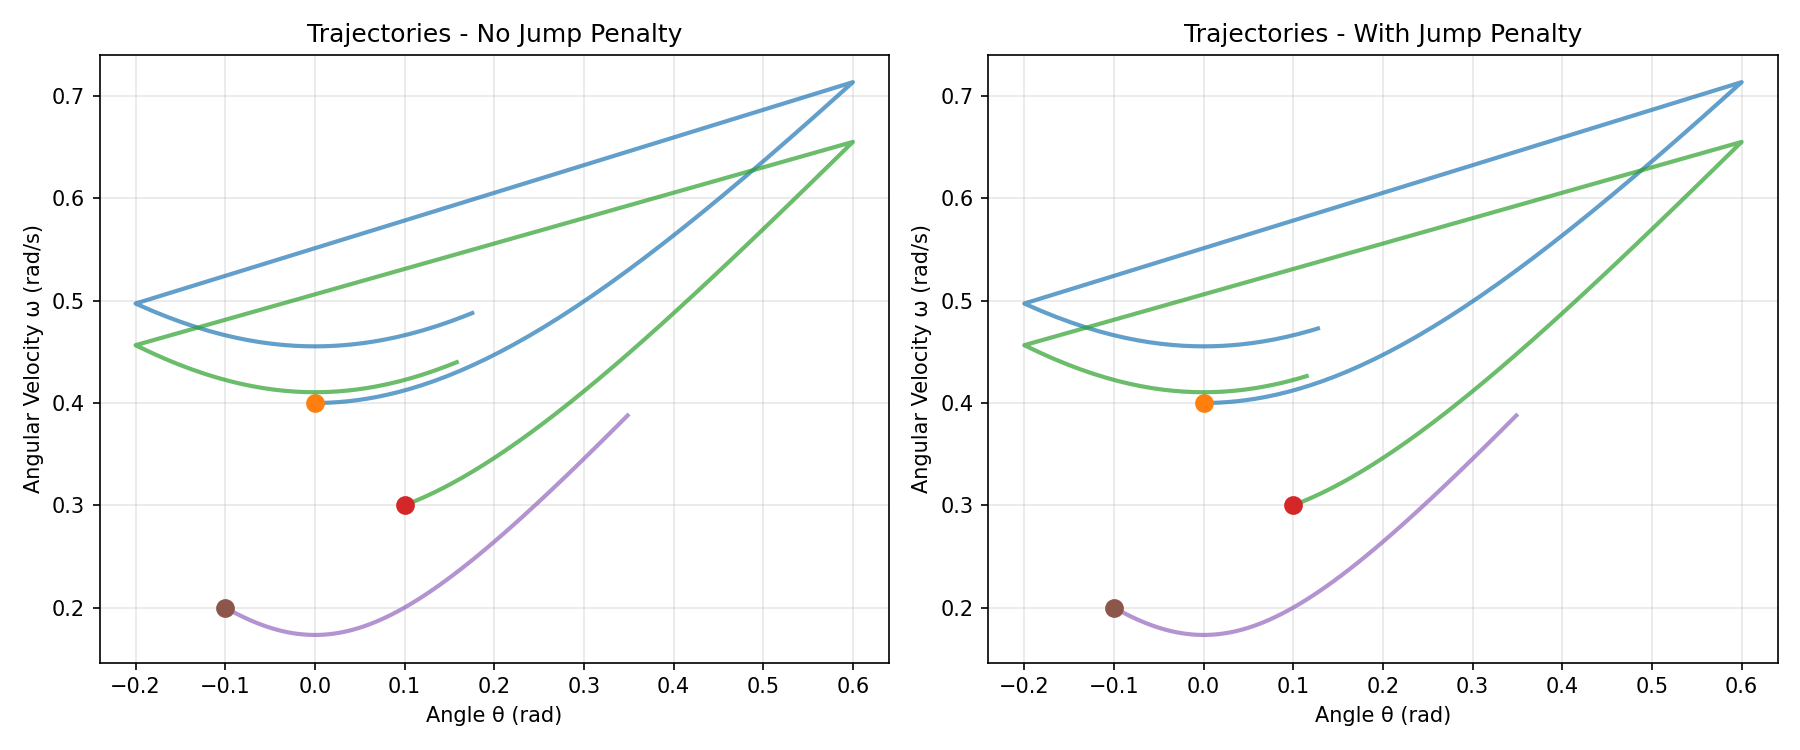 Trajectories - No Jump Penalty
Angular Velocity ω (rad/s)
0.7
0.6
0.5
0.4
0.3
0.2
−0.2 −0.1 0.0 0.1 0.2 0.3 0.4 0.5 0.6
Angle θ (rad)
Trajectories - With Jump Penalty
Angular Velocity ω (rad/s)
0.7
0.6
0.5
0.4
0.3
0.2
−0.2 −0.1 0.0 0.1 0.2 0.3 0.4 0.5 0.6
Angle θ (rad)